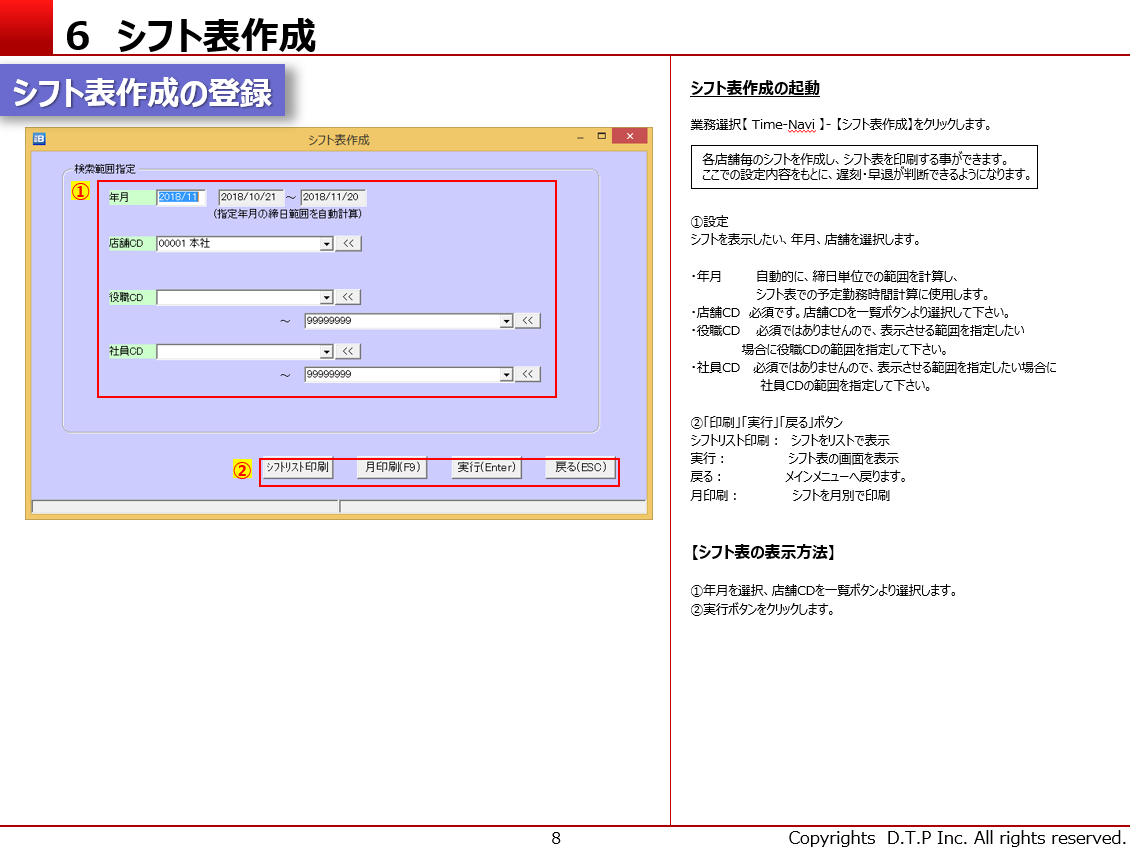 6 シフト表作成
シフト表作成の登録
シフト表作成
検索範囲指定
①
年月 2018/11 2018/10/21 ～ 2018/11/20
(指定年月の締日範囲を自動計算)
店舗CD 00001 本社 <<
役職CD <<
～ 99999999 <<
社員CD <<
～ 99999999 <<
②
ｼﾌﾄﾘｽﾄ印刷 月印刷(F9) 実行(Enter) 戻る(ESC)
シフト表作成の起動
業務選択【 Time-Navi 】-【シフト表作成】をクリックします。
各店舗毎のシフトを作成し、シフト表を印刷する事ができます。
ここでの設定内容をもとに、遅刻・早退が判断できるようになります。
①設定
シフトを表示したい、年月、店舗を選択します。
・年月 自動的に、締日単位での範囲を計算し、
シフト表での予定勤務時間計算に使用します。
・店舗CD 必須です。店舗CDを一覧ボタンより選択して下さい。
・役職CD 必須ではありませんので、表示させる範囲を指定したい
場合に役職CDの範囲を指定して下さい。
・社員CD 必須ではありませんので、表示させる範囲を指定したい場合に
社員CDの範囲を指定して下さい。
②「印刷」「実行」「戻る」ボタン
シフトリスト印刷： シフトをリストで表示
実行： シフト表の画面を表示
戻る： メインメニューへ戻ります。
月印刷： シフトを月別で印刷
【シフト表の表示方法】
①年月を選択、店舗CDを一覧ボタンより選択します。
②実行ボタンをクリックします。
8
Copyrights D.T.P Inc. All rights reserved.